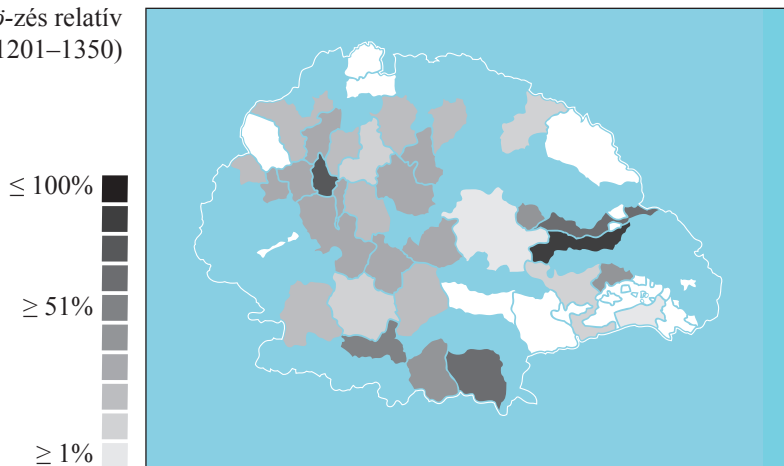 -zés relatív
1201–1350)
≤ 100%
≥ 51%
≥ 1%